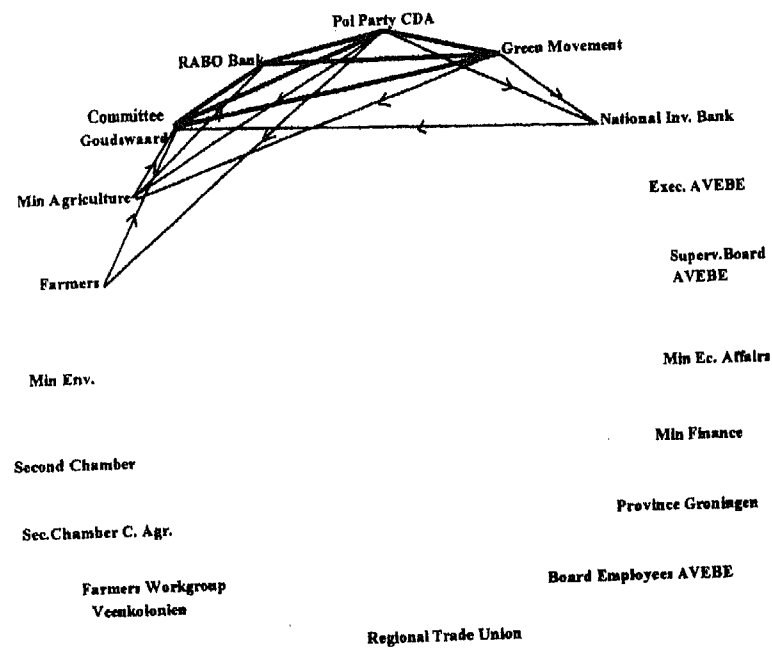 Pol Party CDA
Green Movement
RABO Bank
Committee
Goudswaard
National Inv. Bank
Min Agriculture
Exec. AVEBE
Farmers
Superv.Board
AVEBE
Min Env.
Min Ec. Affairs
Min Finance
Second Chamber
Province Groningen
Sec.Chamber C. Agr.
Board Employees AVEBE
Farmers Workgroup
Veenkolonien
Regional Trade Union